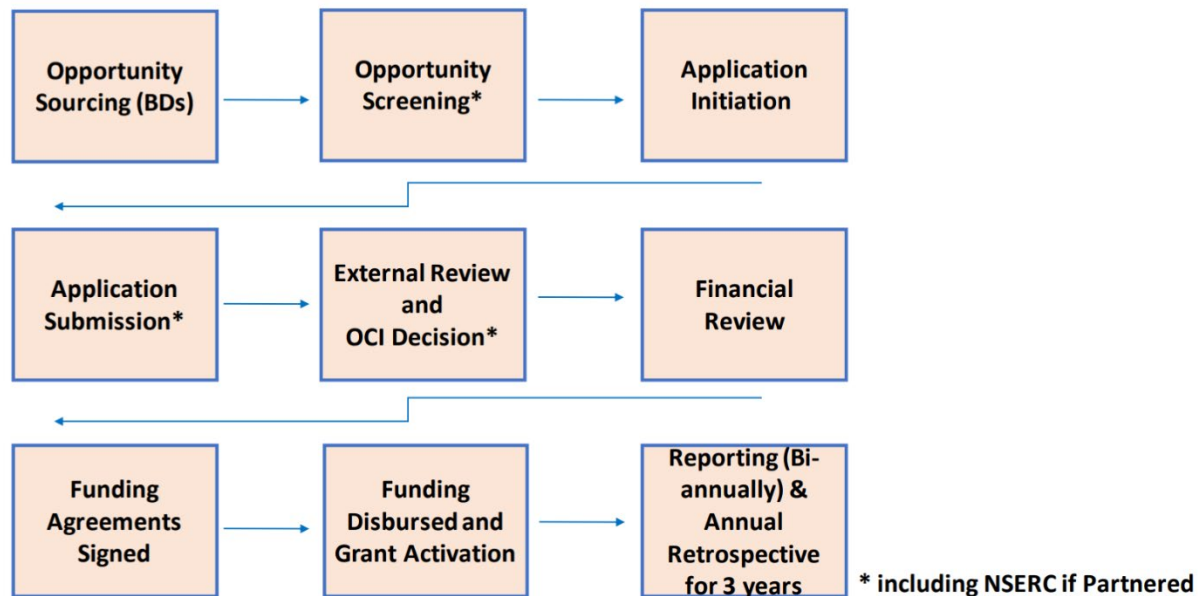 Opportunity
Sourcing (BDs)
Opportunity
Screening*
Application
Initiation
Application
Submission*
External Review
and
OCI Decision*
Financial
Review
Funding
Agreements
Signed
Funding
Disbursed and
Grant Activation
Reporting (Bi-
annually) &
Annual
Retrospective
for 3 years
* including NSERC if Partnered